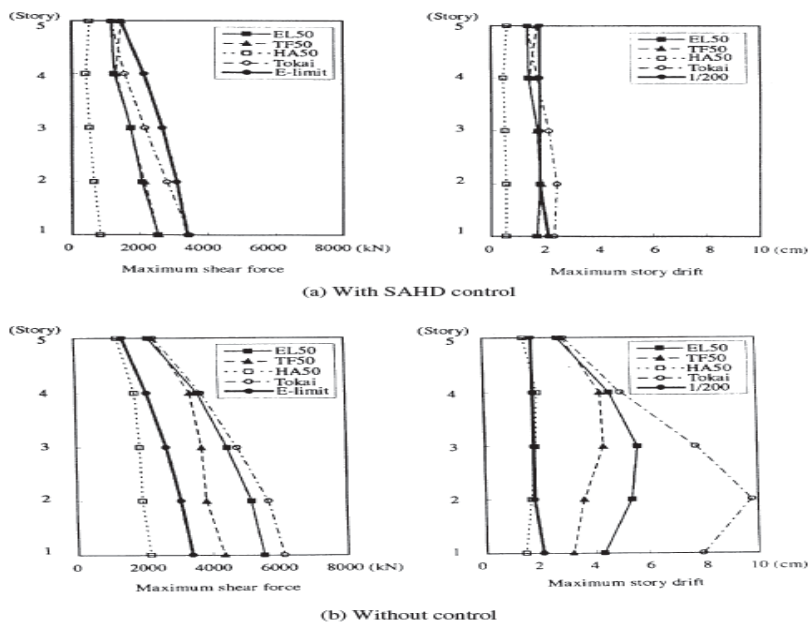 (Story)
5
4
3
2
1
EL50
TF50
HA50
Tokai
E-limit
0 2000 4000 6000 8000 (kN)
Maximum shear force
(Story)
5
4
3
2
1
EL50
TF50
HA50
Tokai
1/200
0 2 4 6 8 10 (cm)
Maximum story drift
(a) With SAHD control
(Story)
5
4
3
2
1
EL50
TF50
HA50
Tokai
E-limit
0 2000 4000 6000 8000 (kN)
Maximum shear force
(Story)
5
4
3
2
1
EL50
TF50
HA50
Tokai
1/200
0 2 4 6 8 10 (cm)
Maximum story drift
(b) Without control